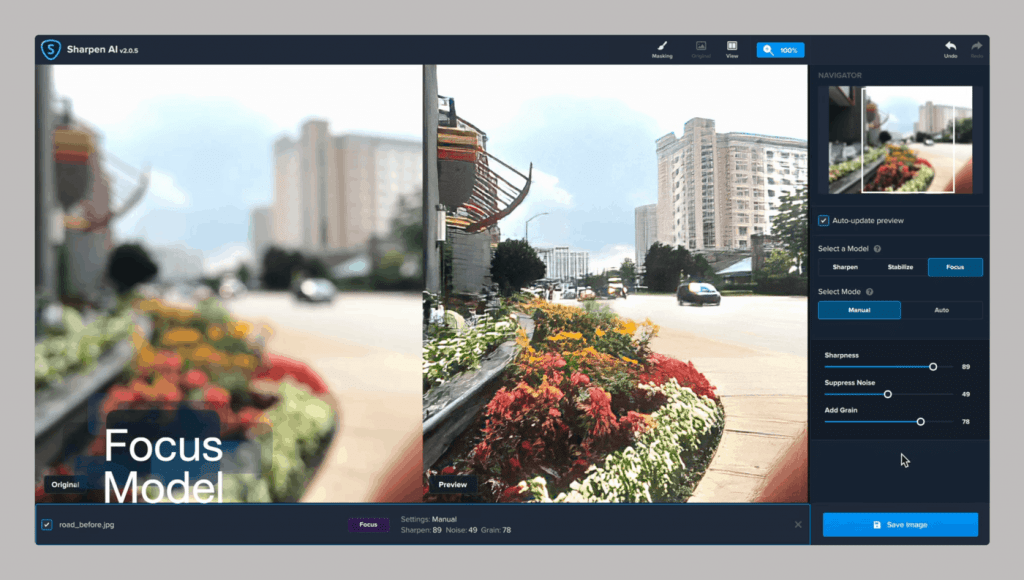 Sharpen AI v2.0.5
Masking
Original
View
100%
Undo
Redo
NAVIGATOR
Auto-update preview
Select a Model
Sharpen Stabilize Focus
Select Mode
Manual Auto
Sharpness 89
Suppress Noise 49
Add Grain 78
Focus
Model
Original
Preview
road_before.jpg
Focus
Settings: Manual
Sharpen: 89 Noise: 49 Grain: 78
Save image